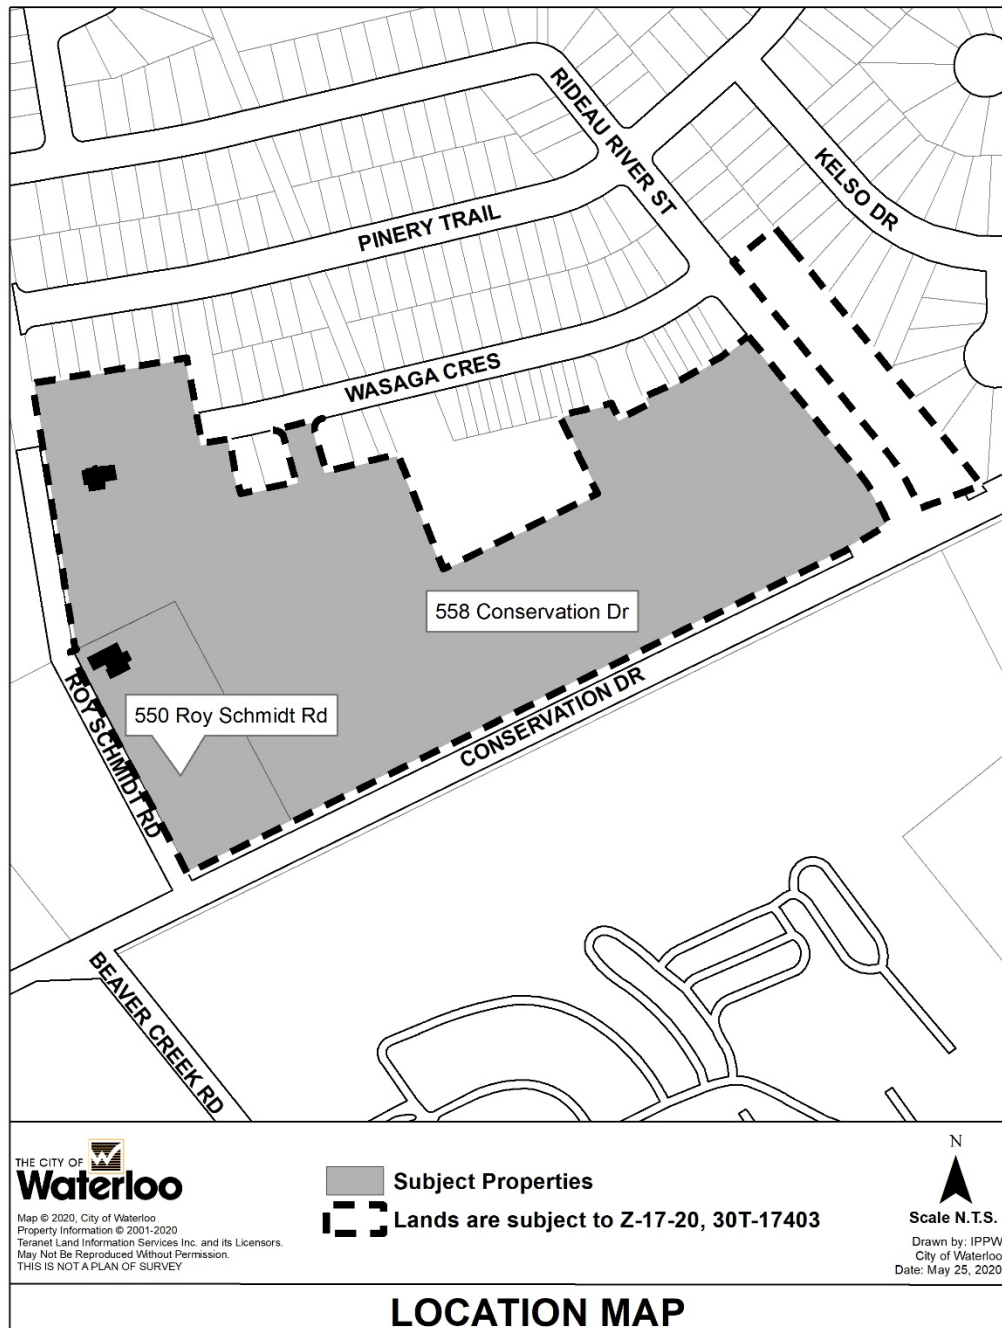 RIDEAU RIVER ST
KELSO DR
PINERY TRAIL
WASAGA CRES
558 Conservation Dr
550 Roy Schmidt Rd
ROY SCHMIDT RD
CONSERVATION DR
BEAVER CREEK RD
THE CITY OF
Waterloo
Map © 2020, City of Waterloo
Property Information © 2001-2020
Teranet Land Information Services Inc. and its Licensors.
May Not Be Reproduced Without Permission.
THIS IS NOT A PLAN OF SURVEY
Subject Properties
Lands are subject to Z-17-20, 30T-17403
N
Scale N.T.S.
Drawn by: IPPW
City of Waterloo
Date: May 25, 2020
LOCATION MAP